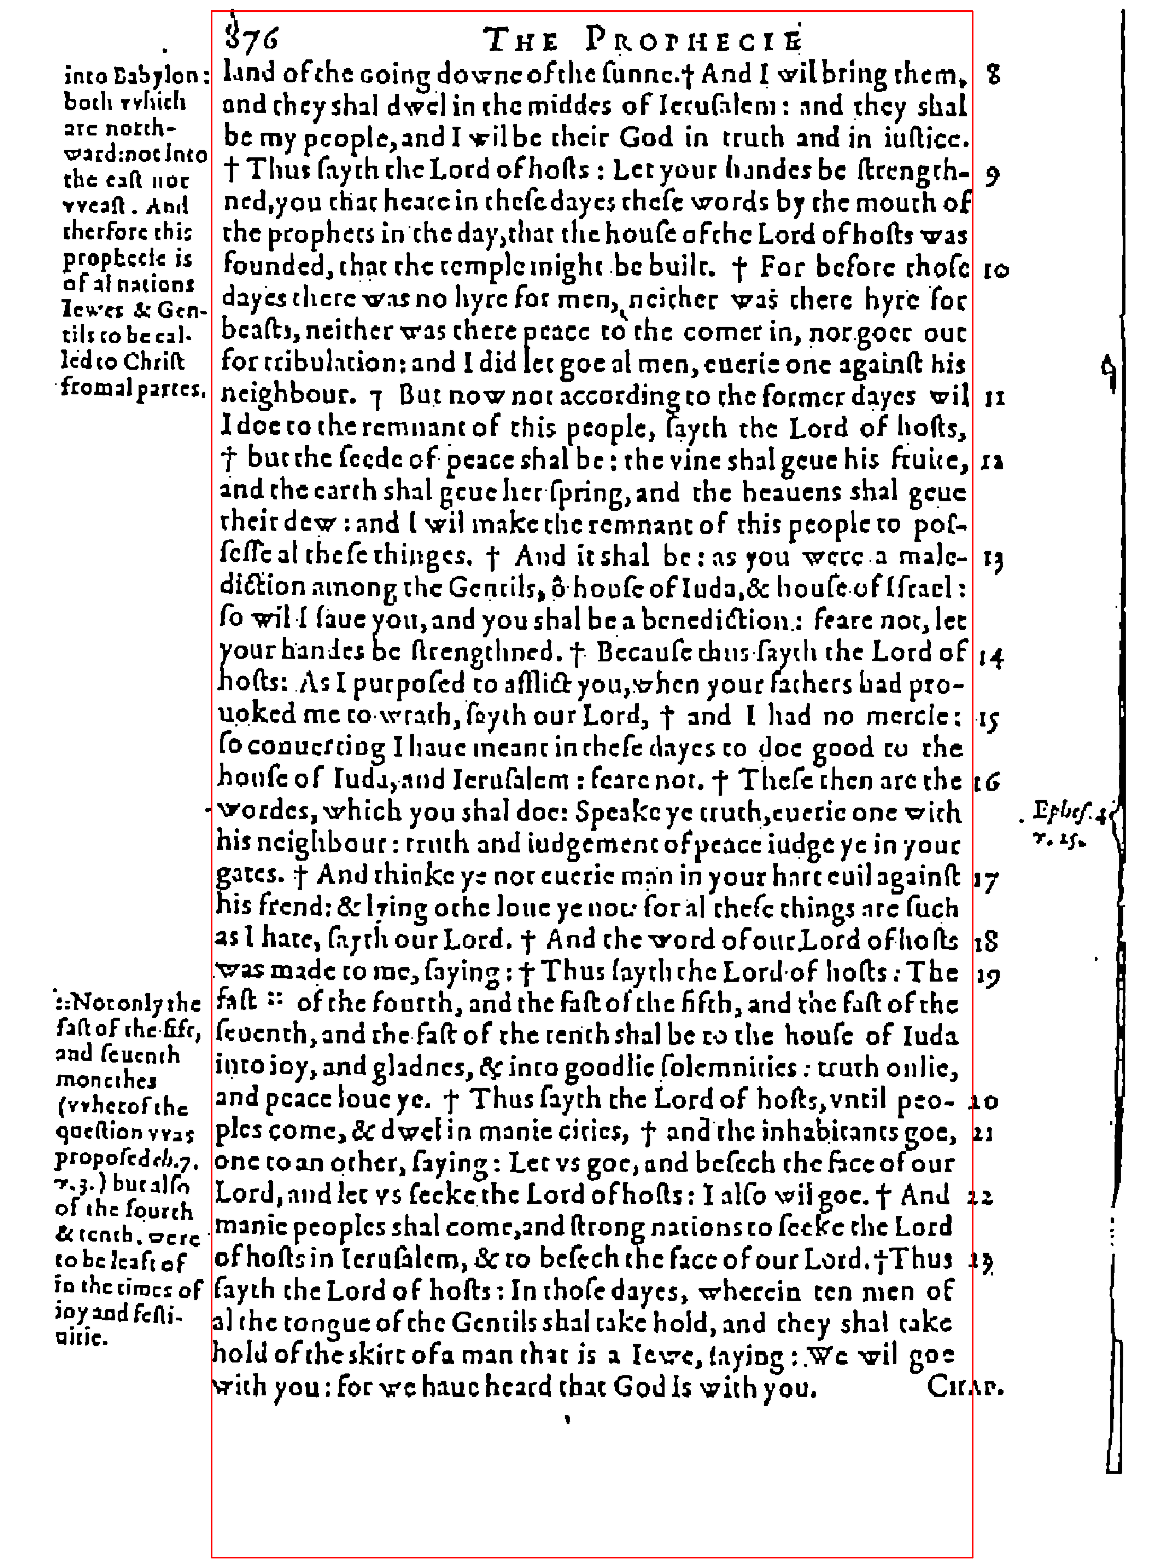 876 THE PROPHECIE
land of the going downe of the ſunne.† And I wil bring them, 8
and they shal dwel in the middes of Ieruſalem: and they shal
be my people, and I wil be their God in truth and in iuſtice.
† Thus ſayth the Lord of hoſts: Let your handes be ſtrength- 9
ned, you that heare in theſe dayes theſe words by the mouth of
the prophets in the day, that the houſe of the Lord of hoſts was
founded, that the temple might be built. † For before thoſe 10
dayes there was no hyre for men, neither was there hyre for
beaſts, neither was there peace to the comer in, nor goer out
for tribulation: and I did let goe al men, euerie one againſt his
neighbour. † But now not according to the former dayes wil 11
I doe to the remnant of this people, ſayth the Lord of hoſts,
† but the ſeede of peace shal be: the vine shal geue his fruite, 12
and the earth shal geue her ſpring, and the heauens shal geue
their dew: and I wil make the remnant of this people to poſ-
ſeſſe al theſe thinges. † And it shal be: as you were a male- 13
diction among the Gentils, ô houſe of Iuda, & houſe of Iſrael:
ſo wil I ſaue you, and you shal be a benediction: feare not, let
your handes be ſtrengthned. † Becauſe thus ſayth the Lord of 14
hoſts: As I purpoſed to afflict you, when your fathers had pro-
uoked me to wrath, ſayth our Lord, † and I had no mercie: 15
ſo conuerting I haue meant in theſe dayes to doe good to the
houſe of Iuda, and Ieruſalem: feare not. † Theſe then are the 16
wordes, which you shal doe: Speake ye truth, euerie one with
his neighbour: truth and iudgement of peace iudge ye in your
gates. † And thinke ye not euerie man in your hart euil againſt 17
his frend: & lying othe loue ye not: for al theſe things are ſuch
as I hate, ſayth our Lord. † And the word of our Lord of hoſts 18
was made to me, ſaying: † Thus ſayth the Lord of hoſts: The 19
faſt :: of the fourth, and the faſt of the fifth, and the faſt of the
ſeuenth, and the faſt of the tenth shal be to the houſe of Iuda
into ioy, and gladnes, & into goodlie ſolemnities: truth onlie,
and peace loue ye. † Thus ſayth the Lord of hoſts, vntil peo- 20
ples come, & dwel in manie cities, † and the inhabitants goe, 21
one to an other, ſaying: Let vs goe, and beſech the face of our
Lord, and let vs ſeeke the Lord of hoſts: I alſo wil goe. † And 22
manie peoples shal come, and ſtrong nations to ſeeke the Lord
of hoſts in Ieruſalem, & to beſech the face of our Lord. † Thus 23
ſayth the Lord of hoſts: In thoſe dayes, wherein ten men of
al the tongue of the Gentils shal take hold, and they shal take
hold of the skirt of a man that is a Iewe, ſaying: We wil goe
with you: for we haue heard that God is with you. CHAP.
into Babylon:
both vvhich
are north-
ward: not into
the eaſt nor
vveaſt. And
therfore this
prophecie is
of al nations
Iewes & Gen-
tils to be cal-
led to Chriſt
from al partes.
:: Not only the
faſt of the fift,
and ſeuenth
monethes
(vvherof the
queſtion vvas
propoſed ch. 7.
v. 3.) but alſo
of the fourth
& tenth, were
to be leaſt of
in the times of
ioy and feſti-
uitie.
Epheſ. 4
v. 25.